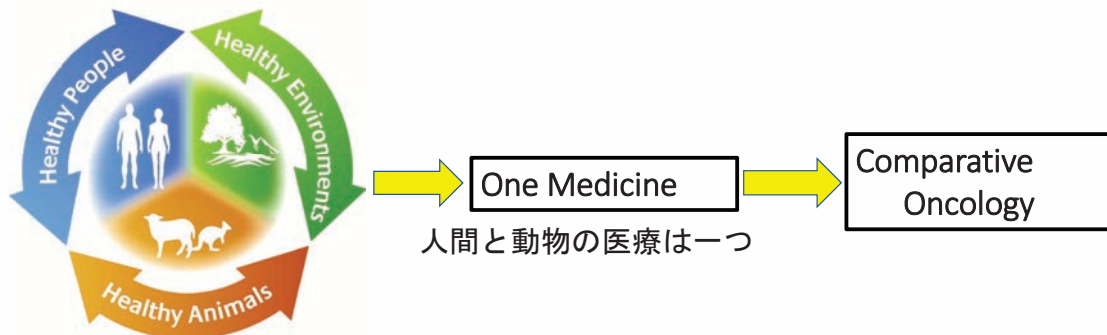 Healthy People
Healthy Environments
Healthy Animals
One Medicine
人間と動物の医療は一つ
Comparative
Oncology